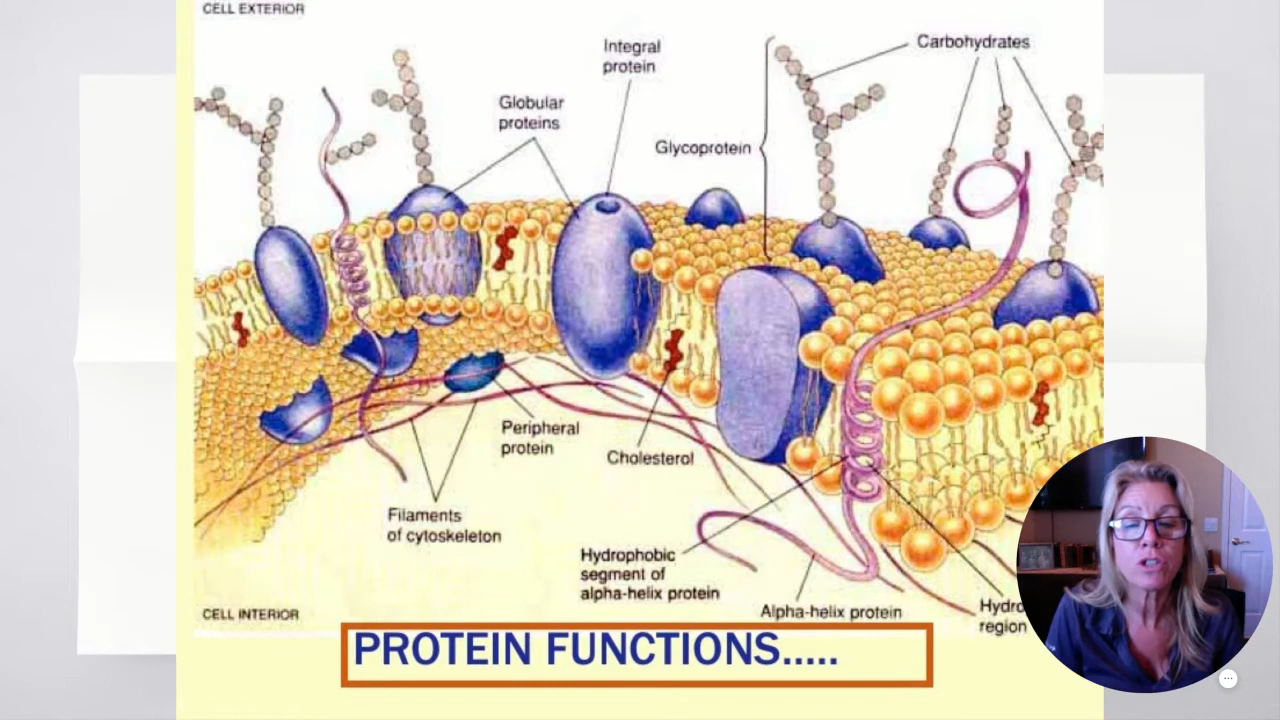 CELL EXTERIOR
Integral
protein
Carbohydrates
Globular
proteins
Glycoprotein
Peripheral
protein
Cholesterol
Filaments
of cytoskeleton
Hydrophobic
segment of
alpha-helix protein
Alpha-helix protein
region
CELL INTERIOR
PROTEIN FUNCTIONS.....